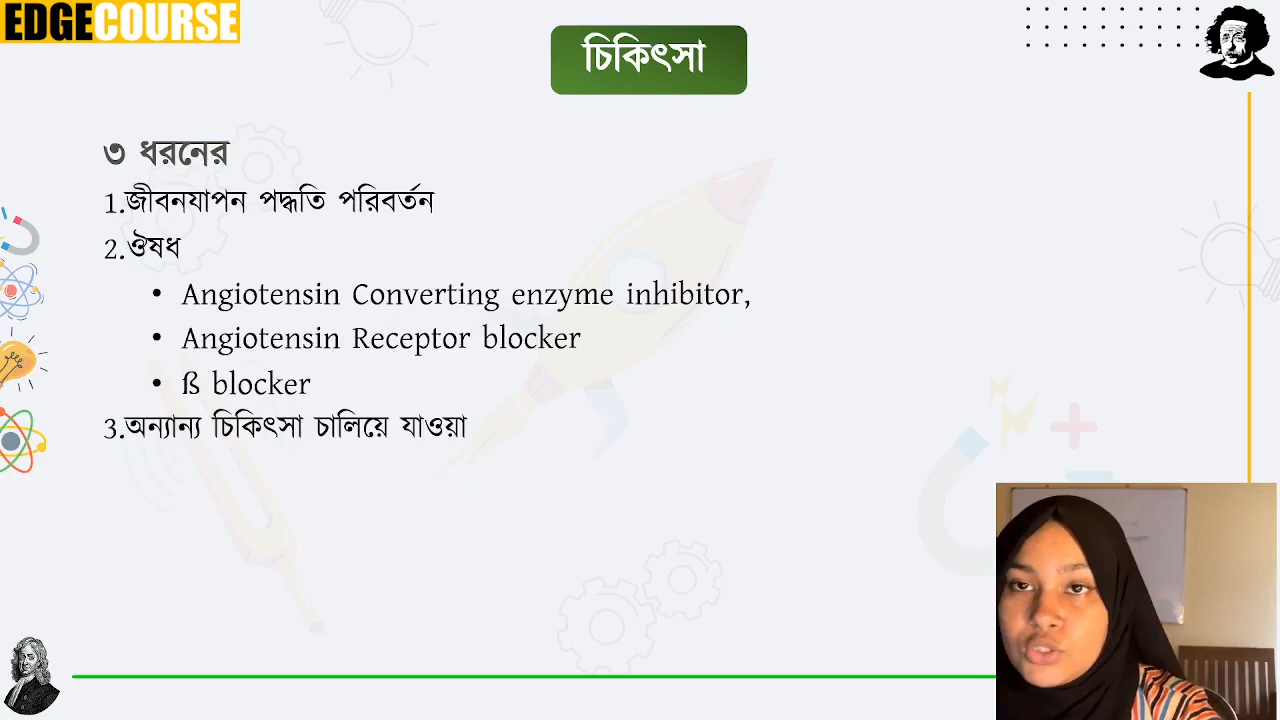 EDGECOURSE
চিকিৎসা
৩ ধরনের
1.জীবনযাপন পদ্ধতি পরিবর্তন
2.ঔষধ
• Angiotensin Converting enzyme inhibitor,
• Angiotensin Receptor blocker
• ß blocker
3.অন্যান্য চিকিৎসা চালিয়ে যাওয়া